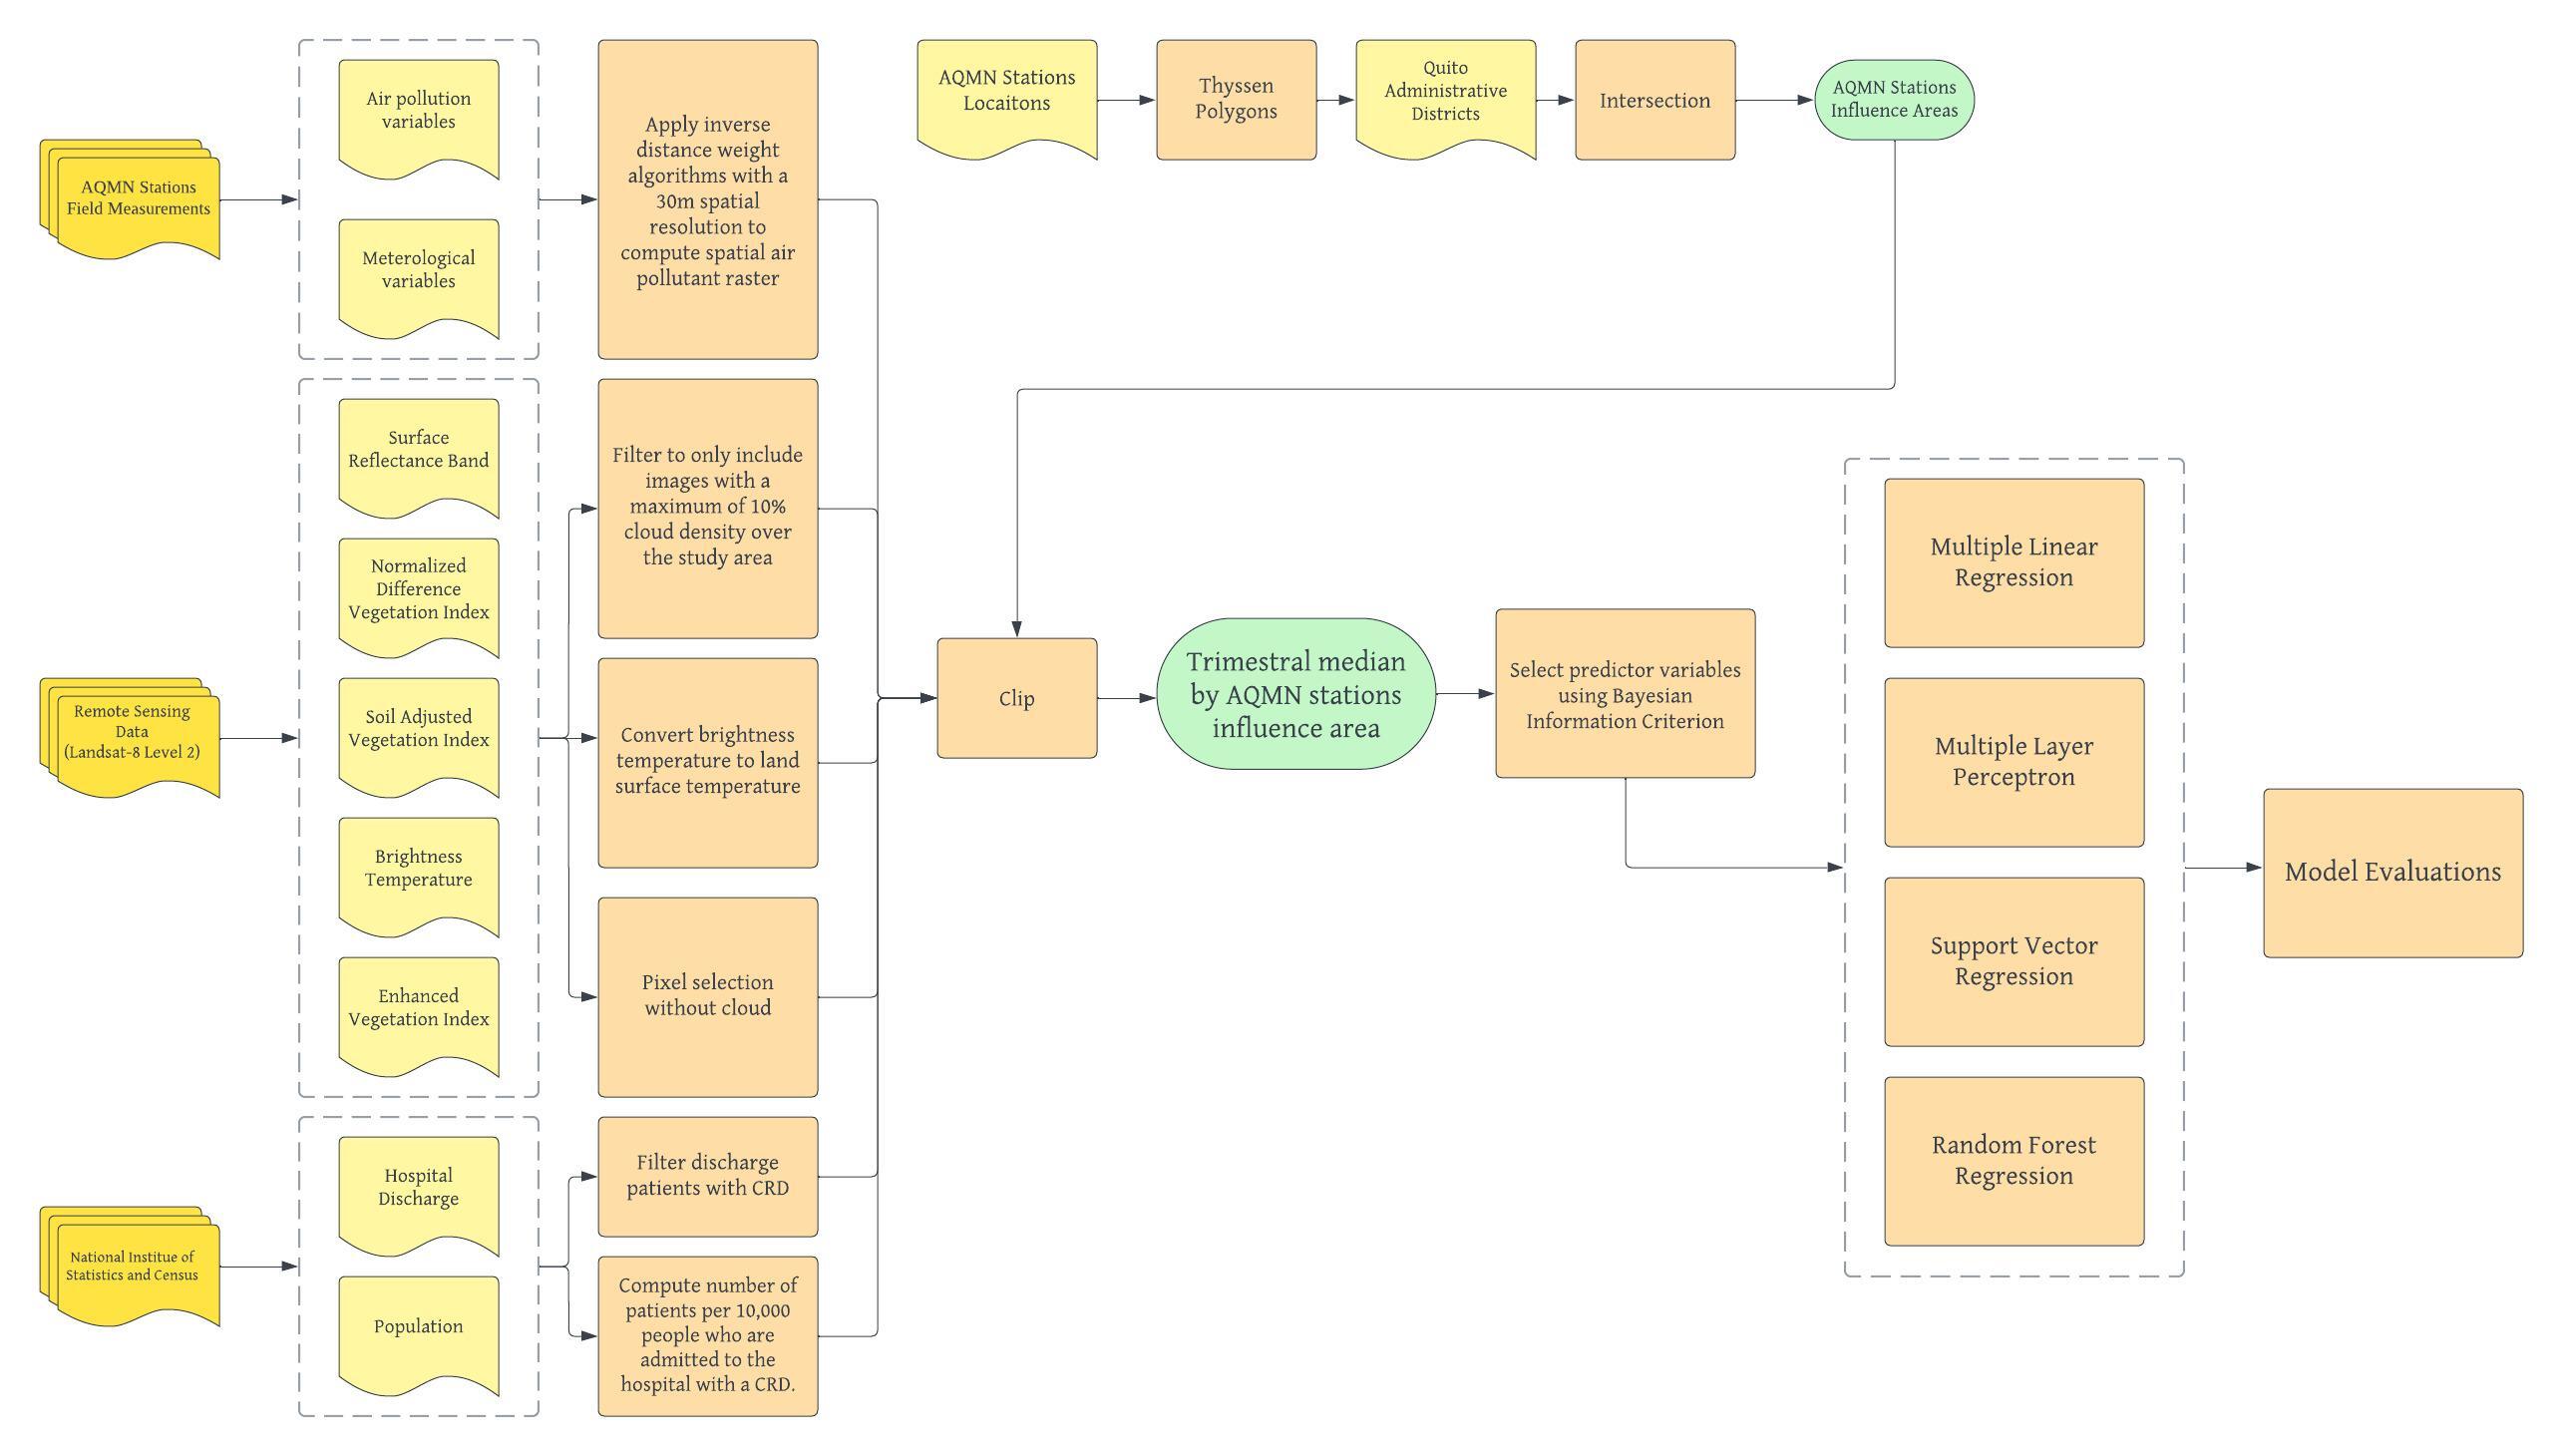 AQMN Stations
Field Measurements
Air pollution
variables
Meterological
variables
Apply inverse
distance weight
algorithms with a
30m spatial
resolution to
compute spatial air
pollutant raster
AQMN Stations
Locaitons
Thyssen
Polygons
Quito
Administrative
Districts
Intersection
AQMN Stations
Influence Areas
Remote Sensing
Data
(Landsat-8 Level 2)
Surface
Reflectance Band
Normalized
Difference
Vegetation Index
Soil Adjusted
Vegetation Index
Brightness
Temperature
Enhanced
Vegetation Index
Filter to only include
images with a
maximum of 10%
cloud density over
the study area
Convert brightness
temperature to land
surface temperature
Pixel selection
without cloud
National Institue of
Statistics and Census
Hospital
Discharge
Population
Filter discharge
patients with CRD
Compute number of
patients per 10,000
people who are
admitted to the
hospital with a CRD.
Clip
Trimestral median
by AQMN stations
influence area
Select predictor variables
using Bayesian
Information Criterion
Multiple Linear
Regression
Multiple Layer
Perceptron
Support Vector
Regression
Random Forest
Regression
Model Evaluations